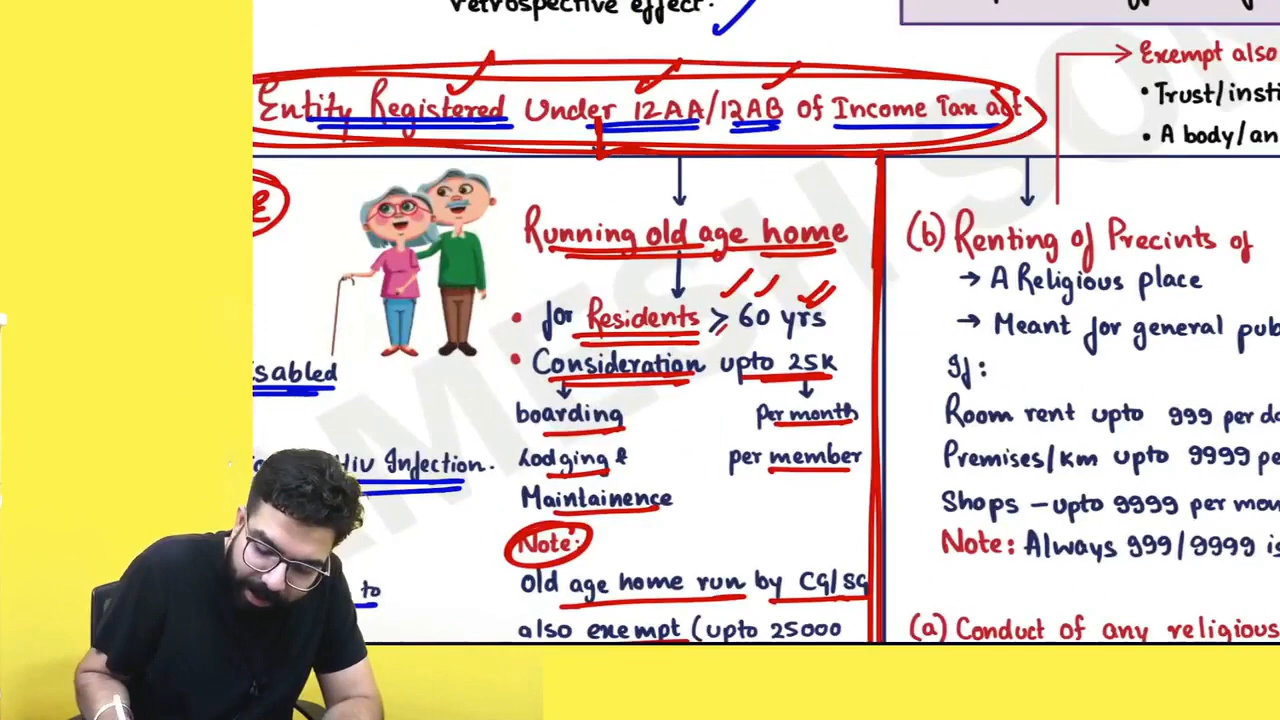 retrospective effect.
Entity Registered Under 12AA/12AB of Income Tax act
Running old age home
• for Residents ≥ 60 yrs
• Consideration upto 25K
boarding per month
Lodging & per member
Maintainence
Note:
old age home run by CG/SG
also exempt (upto 25000
sabled
Hiv Infection.
to
Exempt also
• Trust/insti
• A body/an
(b) Renting of Precints of
→ A Religious place
→ Meant for general pub
If:
Room rent upto 999 per da
Premises/Km upto 9999 pe
Shops – upto 9999 per mon
Note: Always 999/9999 is
(a) Conduct of any religious